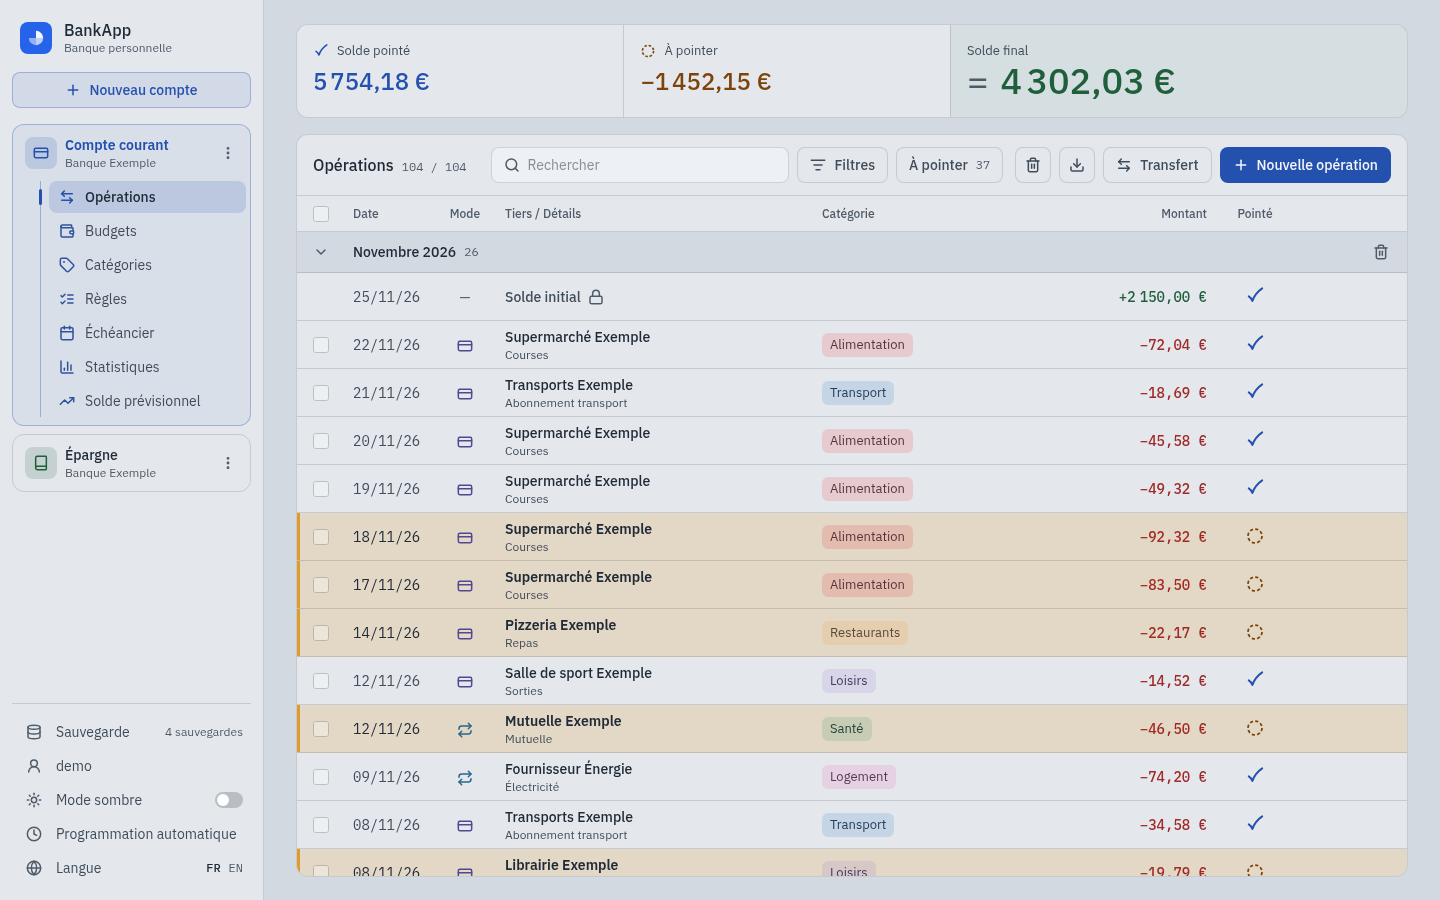 BankApp
Banque personnelle
Nouveau compte
Compte courant
Banque Exemple
Opérations
Budgets
Catégories
Règles
Échéancier
Statistiques
Solde prévisionnel
Épargne
Banque Exemple
Sauvegarde 4 sauvegardes
demo
Mode sombre
Programmation automatique
Langue FR EN
Solde pointé
5 754,18 €
À pointer
−1 452,15 €
Solde final
= 4 302,03 €
Opérations 104 / 104 Rechercher Filtres À pointer 37 Transfert Nouvelle opération
Date Mode Tiers / Détails Catégorie Montant Pointé
Novembre 2026 26
25/11/26 — Solde initial +2 150,00 €
22/11/26 Supermarché Exemple Alimentation −72,04 €
Courses
21/11/26 Transports Exemple Transport −18,69 €
Abonnement transport
20/11/26 Supermarché Exemple Alimentation −45,58 €
Courses
19/11/26 Supermarché Exemple Alimentation −49,32 €
Courses
18/11/26 Supermarché Exemple Alimentation −92,32 €
Courses
17/11/26 Supermarché Exemple Alimentation −83,50 €
Courses
14/11/26 Pizzeria Exemple Restaurants −22,17 €
Repas
12/11/26 Salle de sport Exemple Loisirs −14,52 €
Sorties
12/11/26 Mutuelle Exemple Santé −46,50 €
Mutuelle
09/11/26 Fournisseur Énergie Logement −74,20 €
Électricité
08/11/26 Transports Exemple Transport −34,58 €
Abonnement transport
08/11/26 Librairie Exemple Loisirs −19,79 €